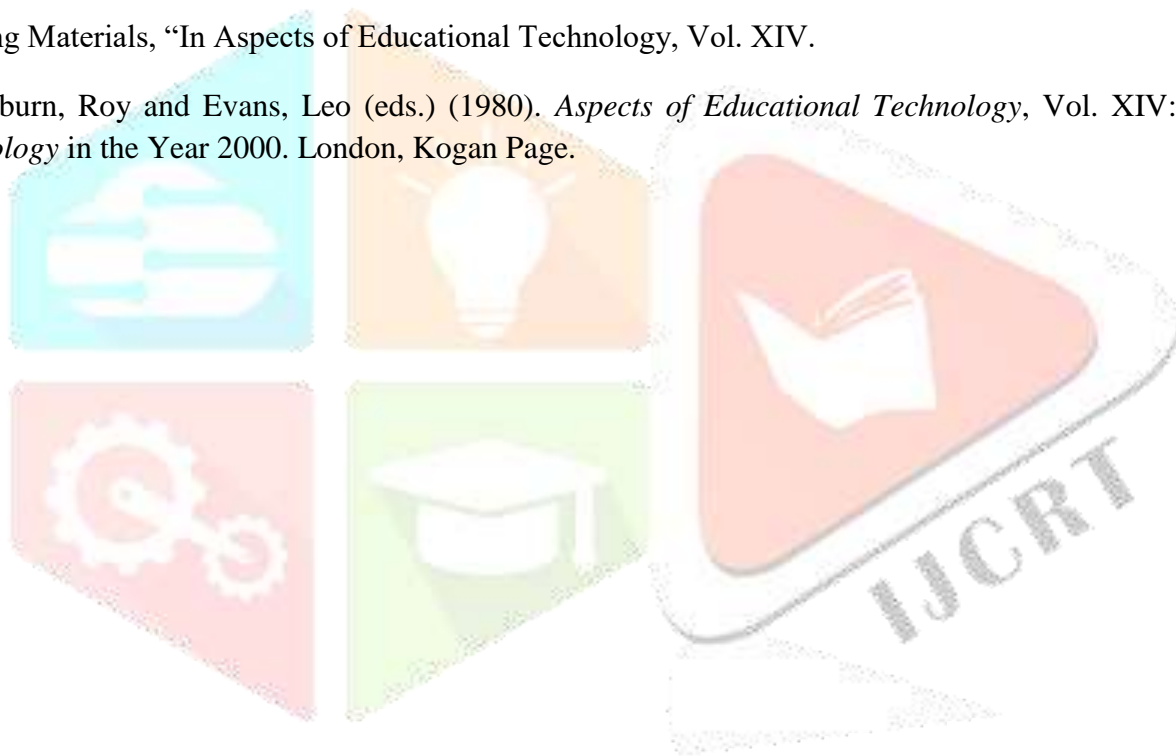 ng Materials, “In Aspects of Educational Technology, Vol. XIV.
burn, Roy and Evans, Leo (eds.) (1980). Aspects of Educational Technology, Vol. XIV:
ology in the Year 2000. London, Kogan Page.
IJCRT